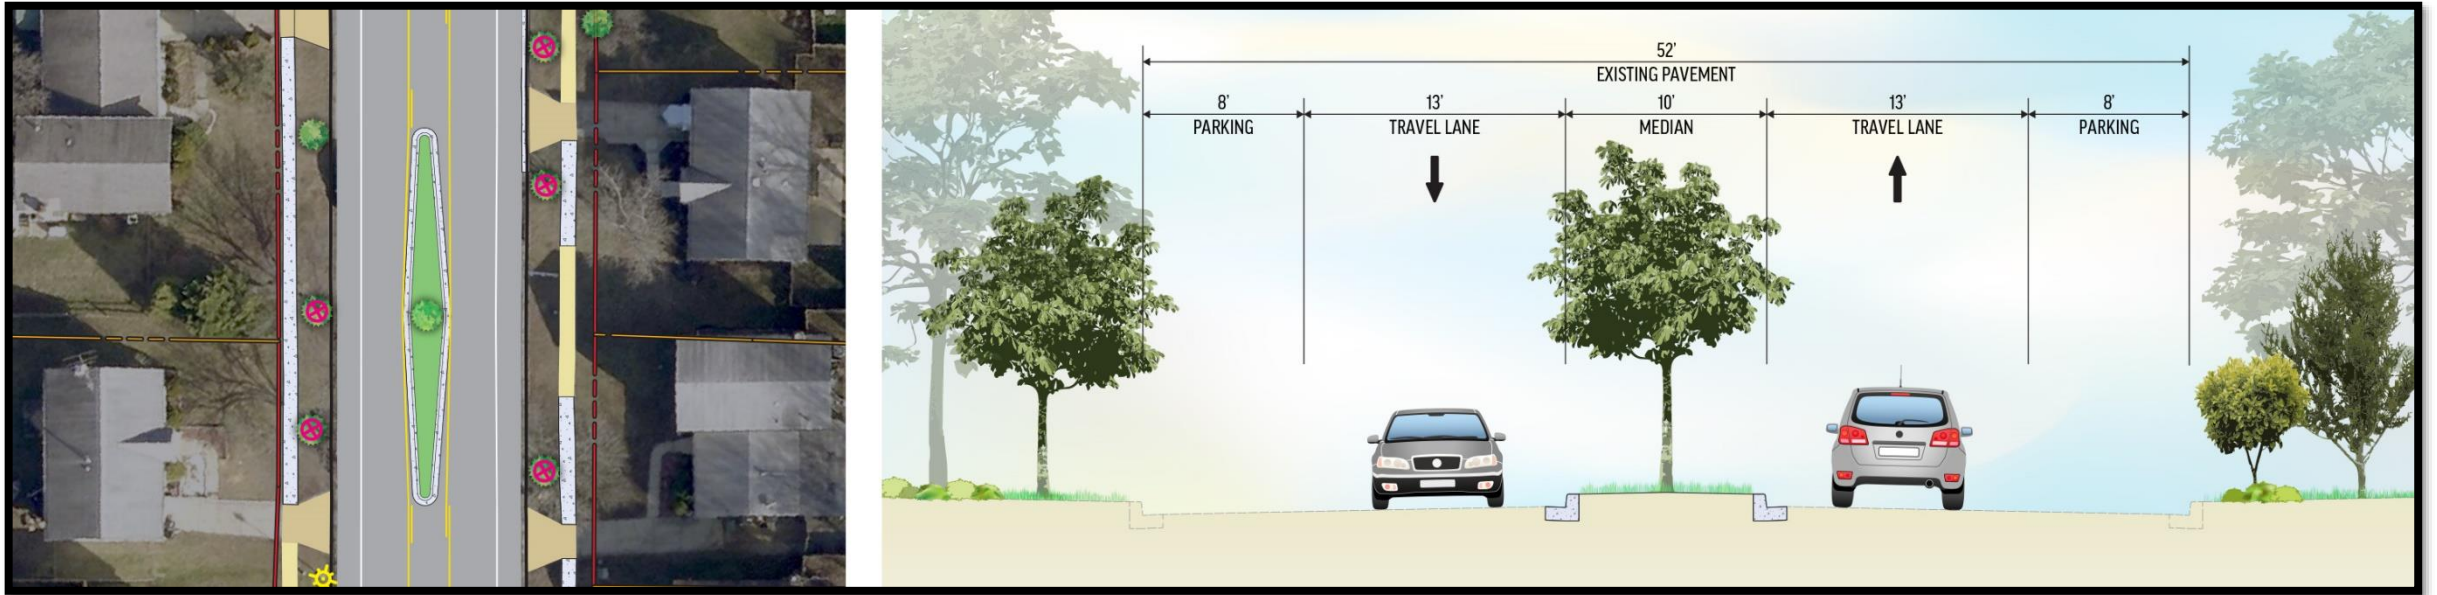 52'
EXISTING PAVEMENT
8'
PARKING
13'
TRAVEL LANE
10'
MEDIAN
13'
TRAVEL LANE
8'
PARKING